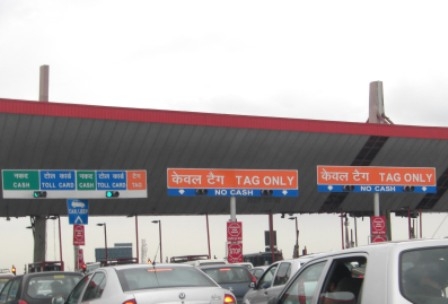 नकद टोल कार्ड नकद टोल कार्ड टैग
CASH TOLL CARD CASH TOLL CARD TAG
केवल टैग TAG ONLY
NO CASH
केवल टैग TAG ONLY
NO CASH